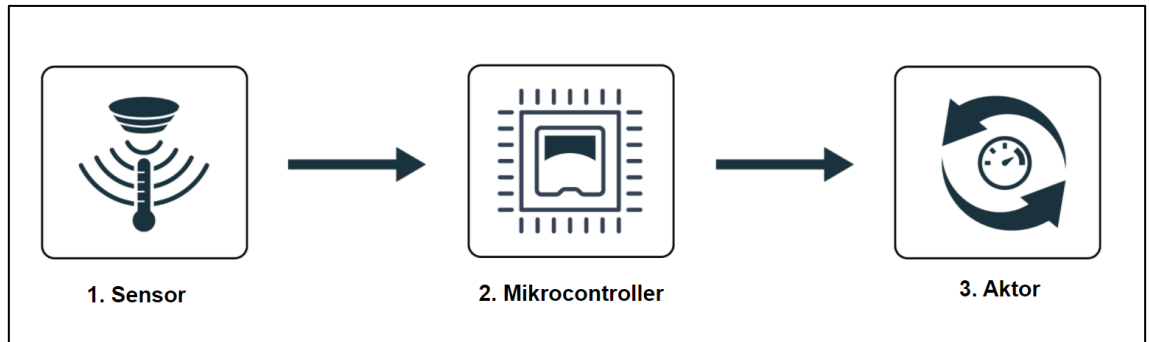 1. Sensor
2. Mikrocontroller
3. Aktor